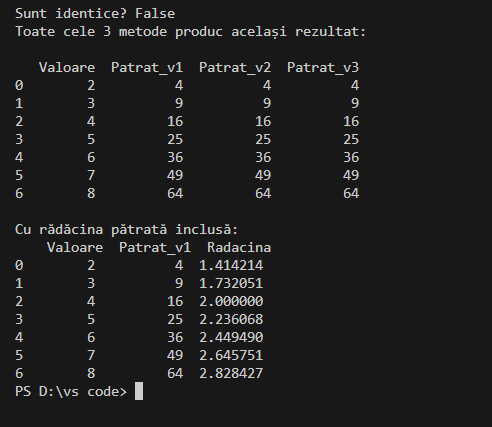 Sunt identice? False
Toate cele 3 metode produc același rezultat:
Valoare Patrat_v1 Patrat_v2 Patrat_v3
0 2 4 4 4
1 3 9 9 9
2 4 16 16 16
3 5 25 25 25
4 6 36 36 36
5 7 49 49 49
6 8 64 64 64
Cu rădăcina pătrată inclusă:
Valoare Patrat_v1 Radacina
0 2 4 1.414214
1 3 9 1.732051
2 4 16 2.000000
3 5 25 2.236068
4 6 36 2.449490
5 7 49 2.645751
6 8 64 2.828427
PS D:\vs code>